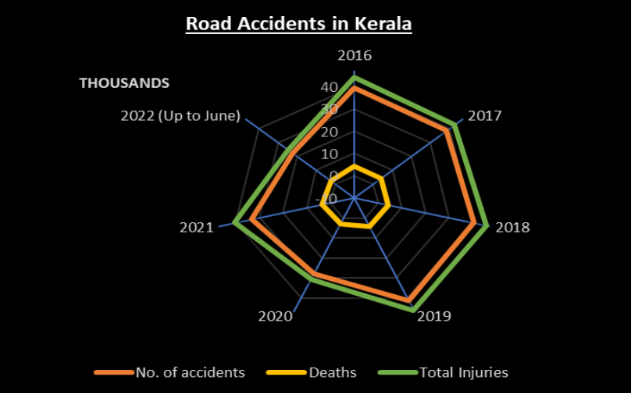 Road Accidents in Kerala
2016
THOUSANDS
40
30
2022 (Up to June)
2017
20
10
0
-10
2021
2018
2020
2019
No. of accidents
Deaths
Total Injuries